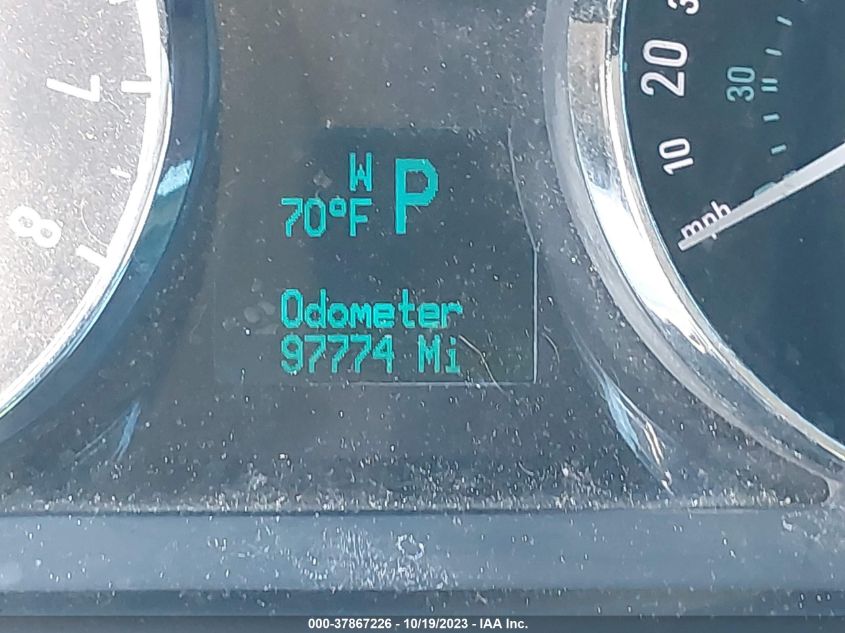 7
8
W
70°F P
Odometer
97774 Mi
20
10
30
mph
000-37867226 - 10/19/2023 - IAA Inc.